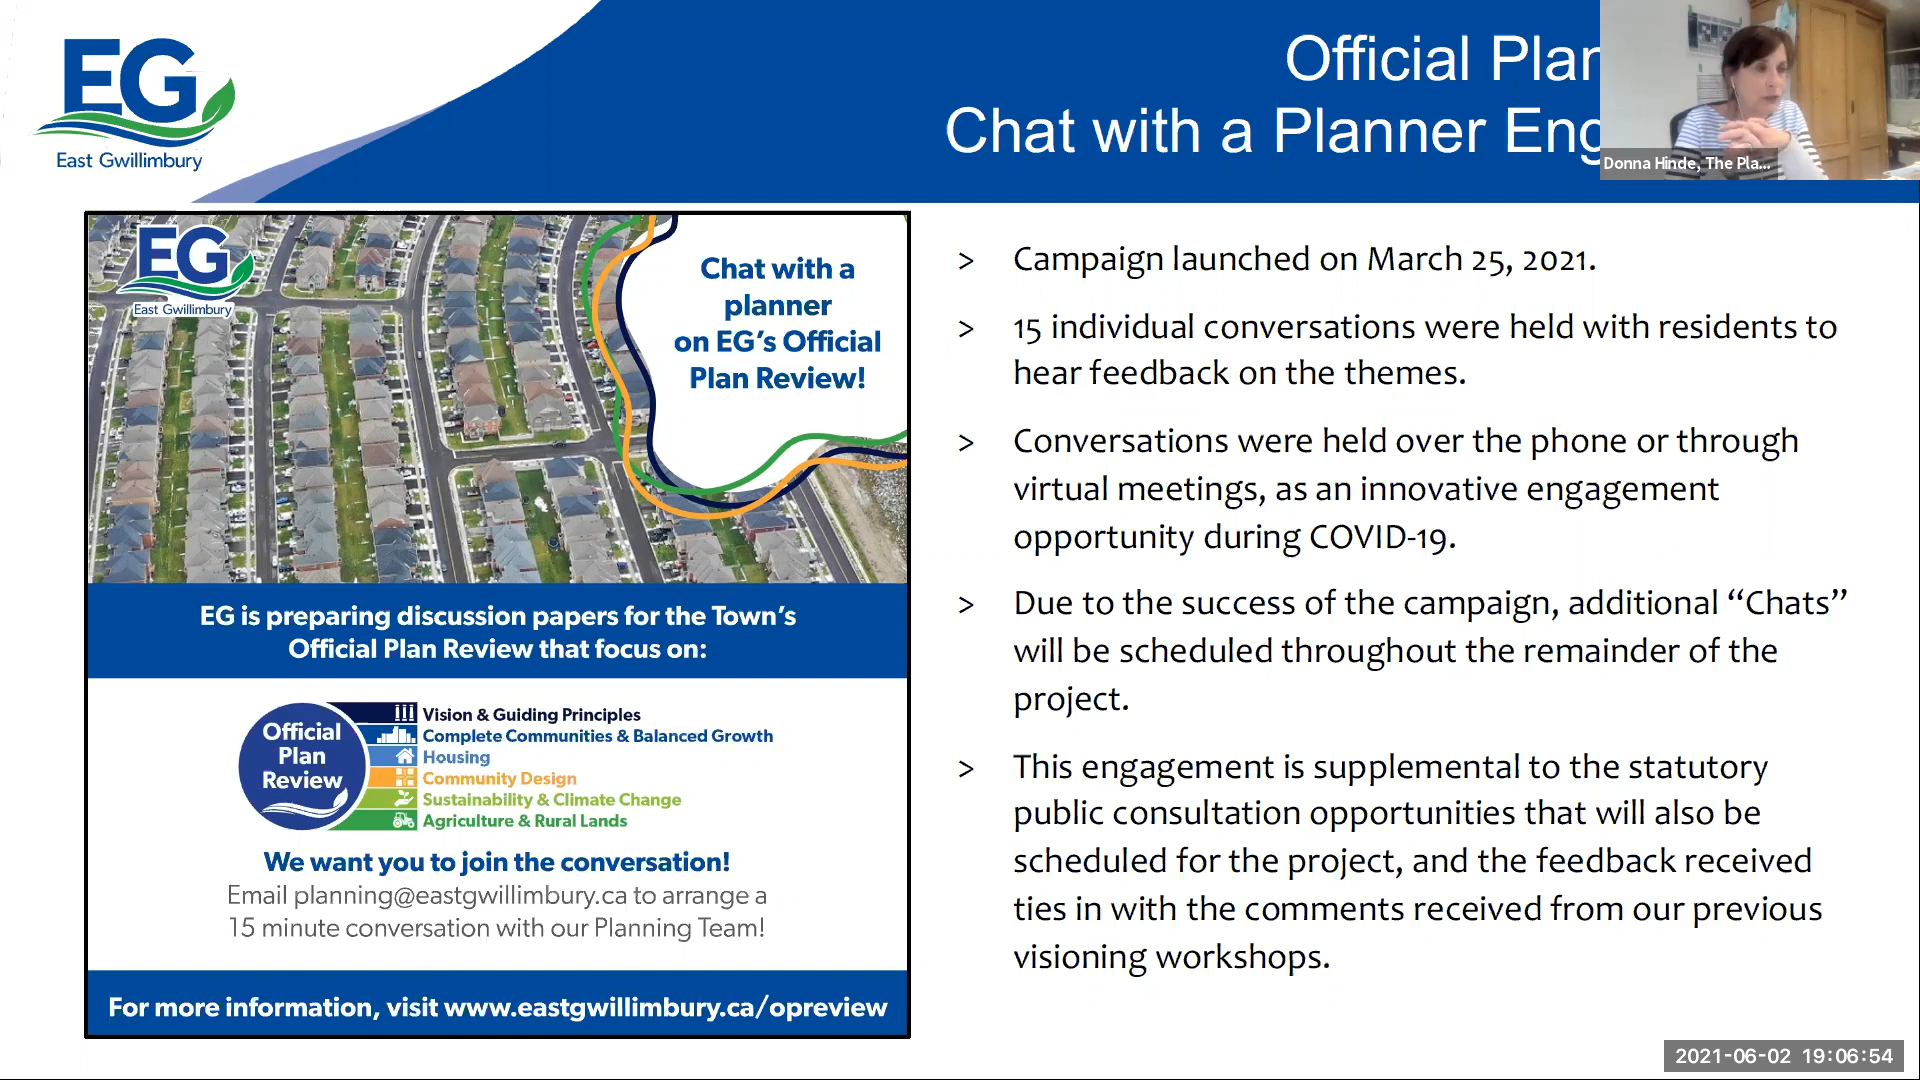 EG
East Gwillimbury
Official Plan
Chat with a Planner Eng
Donna Hinde, The Pla...
EG
East Gwillimbury
Chat with a
planner
on EG's Official
Plan Review!
EG is preparing discussion papers for the Town's
Official Plan Review that focus on:
Official
Plan
Review
Vision & Guiding Principles
Complete Communities & Balanced Growth
Housing
Community Design
Sustainability & Climate Change
Agriculture & Rural Lands
We want you to join the conversation!
Email planning@eastgwillimbury.ca to arrange a
15 minute conversation with our Planning Team!
For more information, visit www.eastgwillimbury.ca/opreview
> Campaign launched on March 25, 2021.
> 15 individual conversations were held with residents to
hear feedback on the themes.
> Conversations were held over the phone or through
virtual meetings, as an innovative engagement
opportunity during COVID-19.
> Due to the success of the campaign, additional “Chats”
will be scheduled throughout the remainder of the
project.
> This engagement is supplemental to the statutory
public consultation opportunities that will also be
scheduled for the project, and the feedback received
ties in with the comments received from our previous
visioning workshops.
2021-06-02 19:06:54